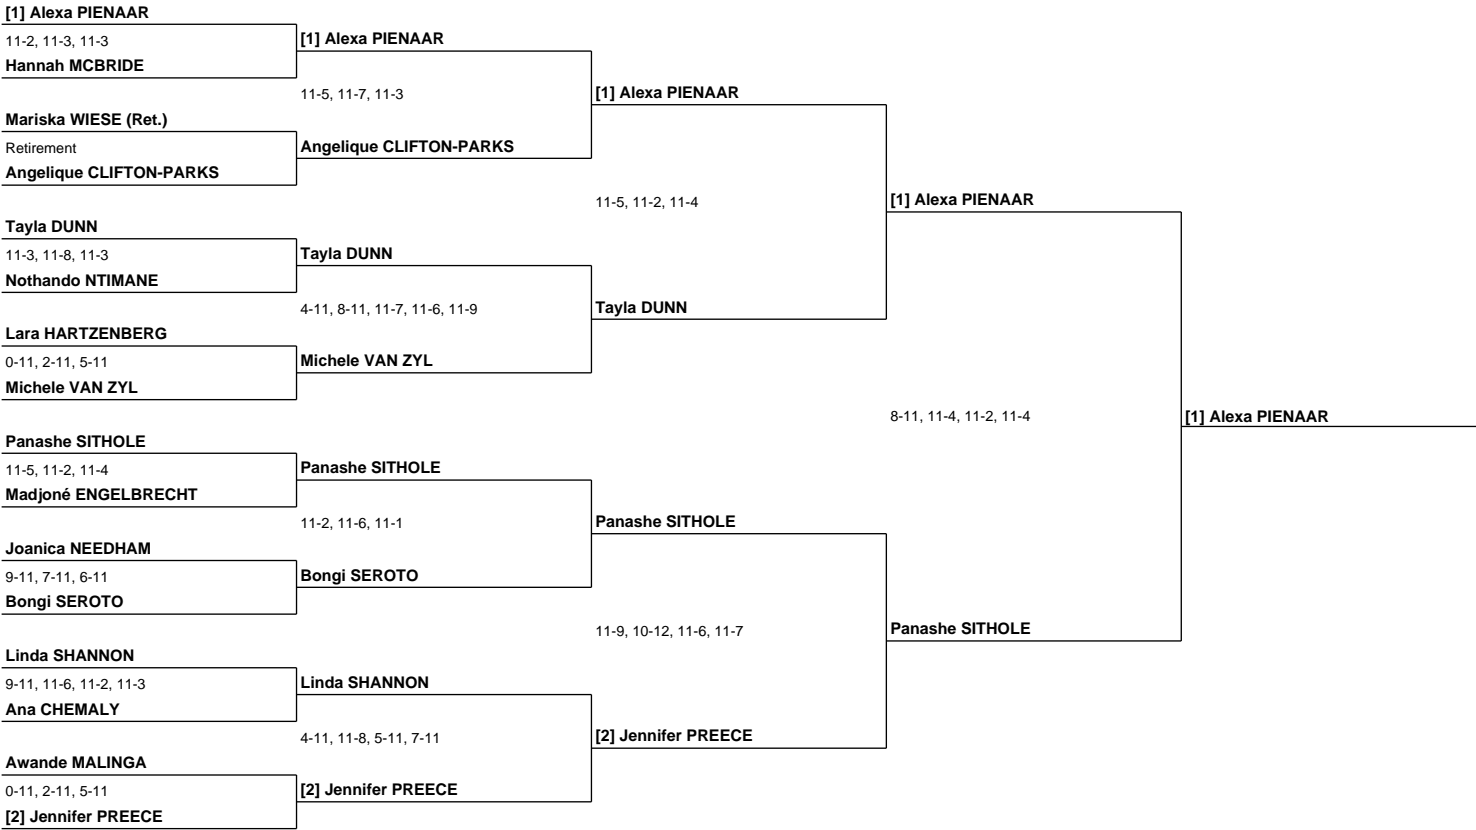 [1] Alexa PIENAAR
11-2, 11-3, 11-3
Hannah MCBRIDE
Mariska WIESE (Ret.)
Retirement
Angelique CLIFTON-PARKS
Tayla DUNN
11-3, 11-8, 11-3
Nothando NTIMANE
Lara HARTZENBERG
0-11, 2-11, 5-11
Michele VAN ZYL
Panashe SITHOLE
11-5, 11-2, 11-4
Madjoné ENGELBRECHT
Joanica NEEDHAM
9-11, 7-11, 6-11
Bongi SEROTO
Linda SHANNON
9-11, 11-6, 11-2, 11-3
Ana CHEMALY
Awande MALINGA
0-11, 2-11, 5-11
[2] Jennifer PREECE
[1] Alexa PIENAAR
11-5, 11-7, 11-3
Angelique CLIFTON-PARKS
Tayla DUNN
4-11, 8-11, 11-7, 11-6, 11-9
Michele VAN ZYL
Panashe SITHOLE
11-2, 11-6, 11-1
Bongi SEROTO
Linda SHANNON
4-11, 11-8, 5-11, 7-11
[2] Jennifer PREECE
[1] Alexa PIENAAR
11-5, 11-2, 11-4
Tayla DUNN
Panashe SITHOLE
11-9, 10-12, 11-6, 11-7
[2] Jennifer PREECE
[1] Alexa PIENAAR
8-11, 11-4, 11-2, 11-4
Panashe SITHOLE
[1] Alexa PIENAAR